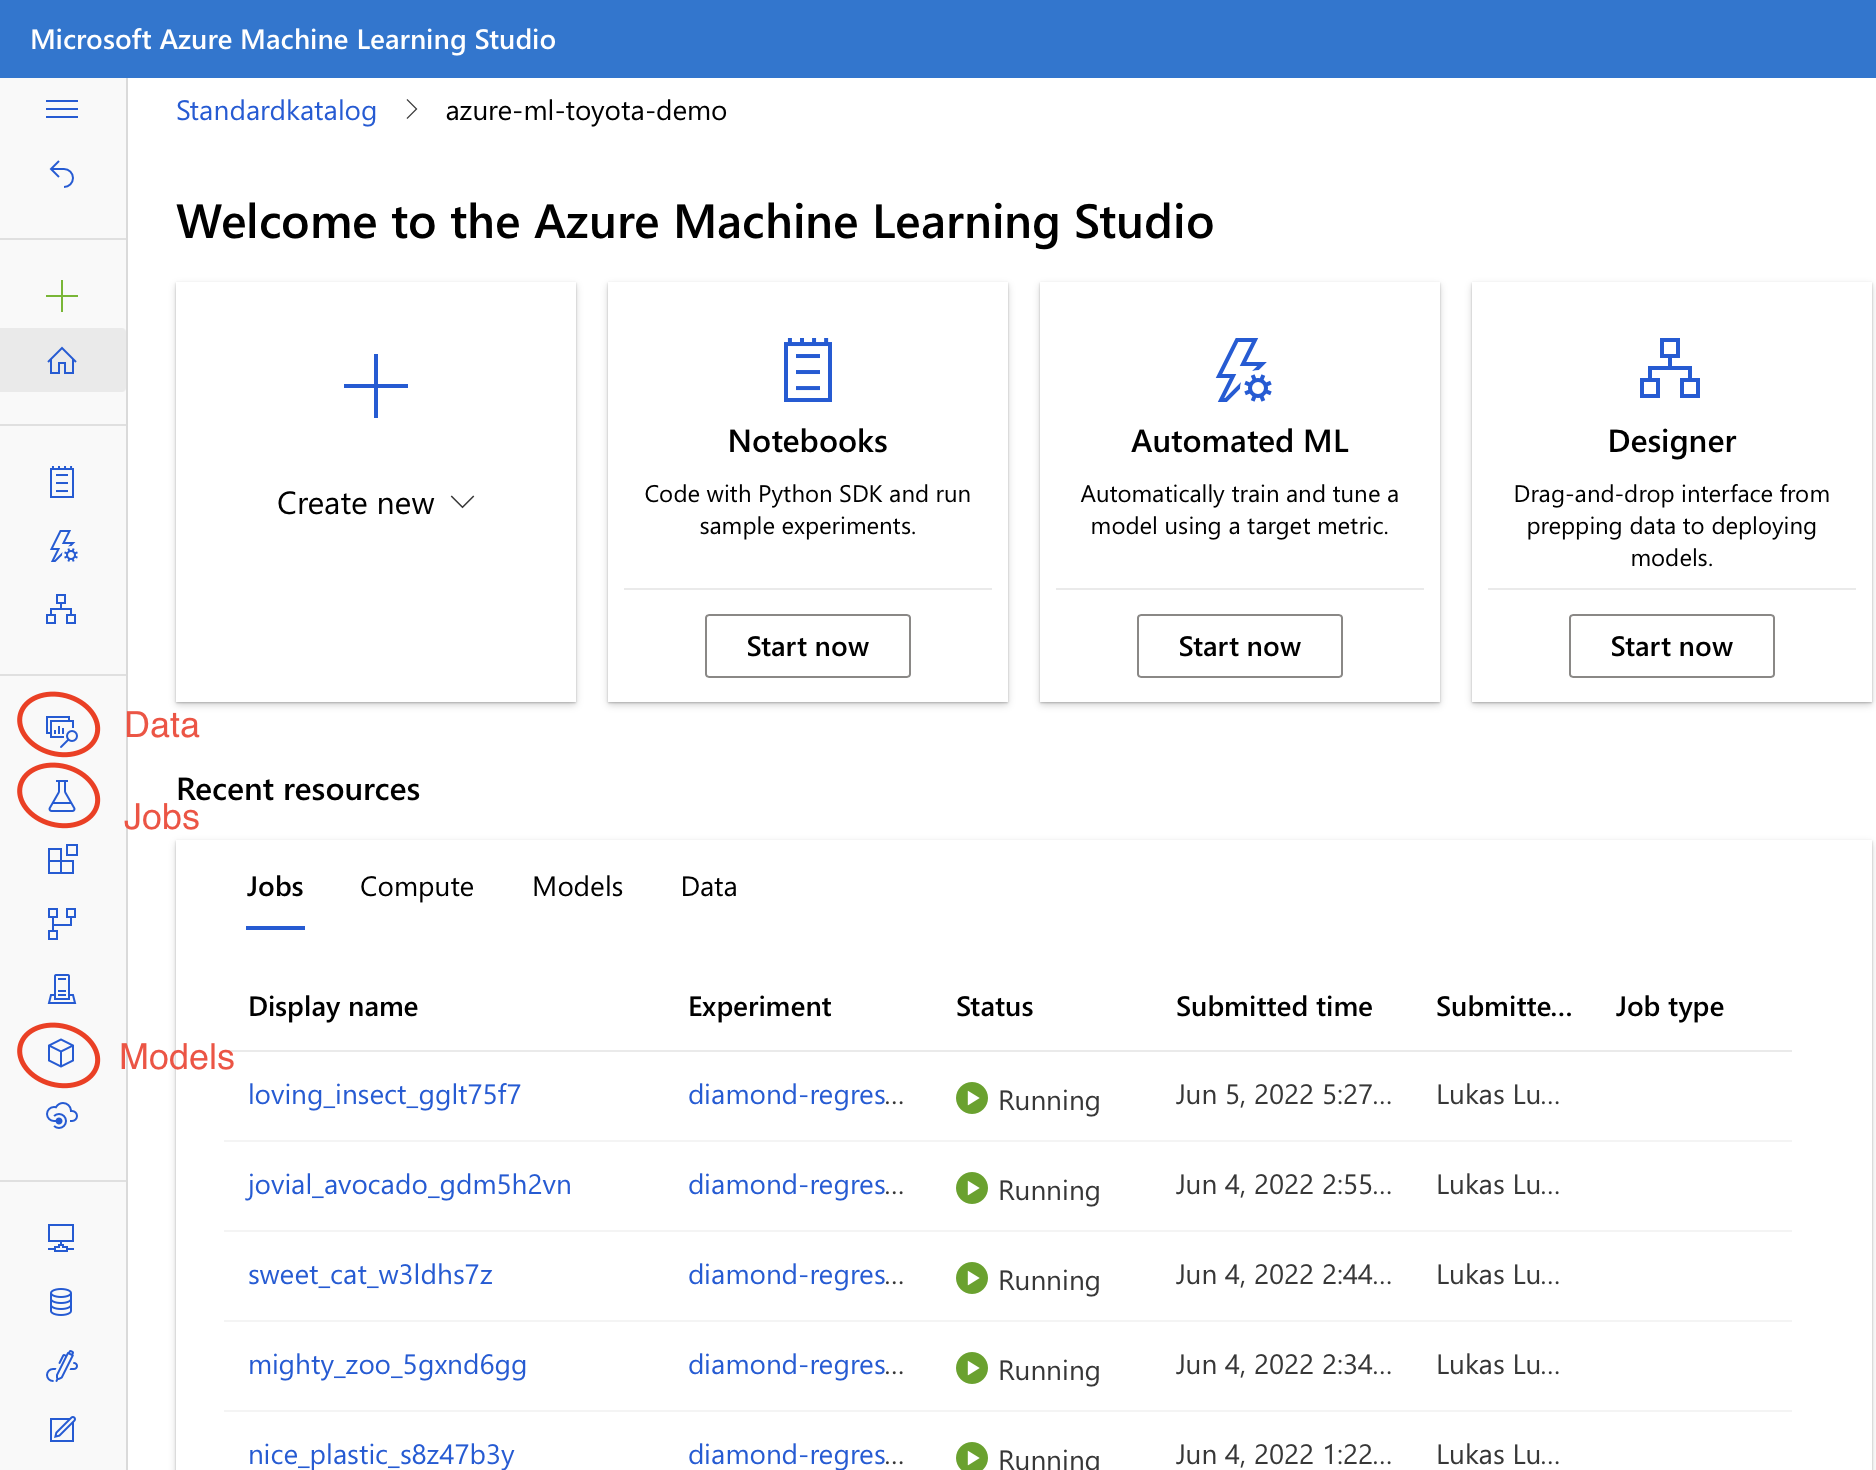 Microsoft Azure Machine Learning Studio
Standardkatalog > azure-ml-toyota-demo
Welcome to the Azure Machine Learning Studio
Create new
Notebooks
Code with Python SDK and run
sample experiments.
Start now
Automated ML
Automatically train and tune a
model using a target metric.
Start now
Designer
Drag-and-drop interface from
prepping data to deploying
models.
Start now
Data
Recent resources
Jobs
Jobs Compute Models Data
Display name Experiment Status Submitted time Submitte... Job type
Models
loving_insect_gglt75f7 diamond-regres... Running Jun 5, 2022 5:27... Lukas Lu...
jovial_avocado_gdm5h2vn diamond-regres... Running Jun 4, 2022 2:55... Lukas Lu...
sweet_cat_w3ldhs7z diamond-regres... Running Jun 4, 2022 2:44... Lukas Lu...
mighty_zoo_5gxnd6gg diamond-regres... Running Jun 4, 2022 2:34... Lukas Lu...
nice_plastic_s8z47b3y diamond-regres... Running Jun 4, 2022 1:22... Lukas Lu...